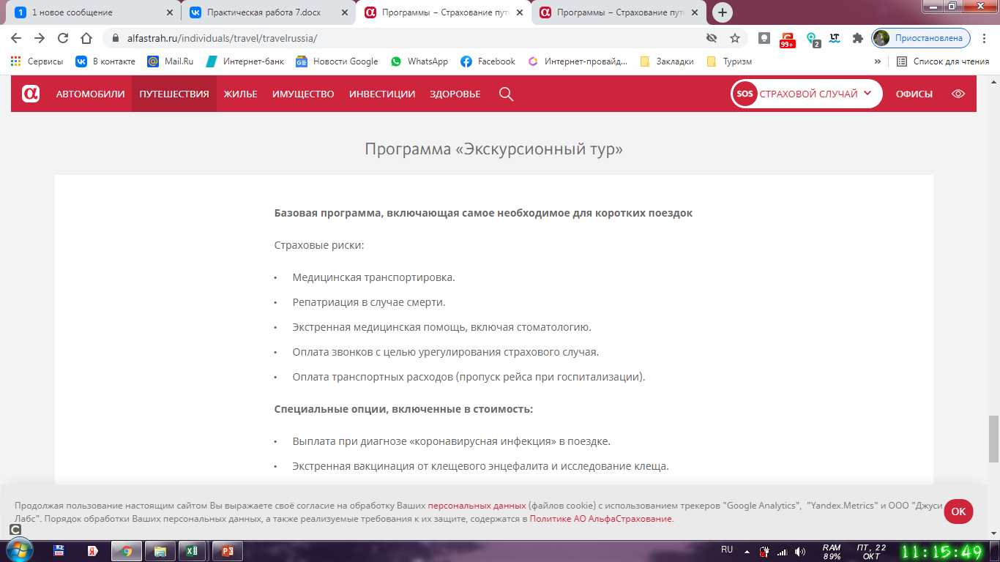 1 новое сообщение
Практическая работа 7.docx
Программы – Страхование путе
Программы – Страхование путе
alfastrah.ru/individuals/travel/travelrussia/
99+
2
LT
Приостановлена
Сервисы
В контакте
Mail.Ru
Интернет-банк
Новости Google
WhatsApp
Facebook
Интернет-провайд...
Закладки
Туризм
»
Список для чтения
АВТОМОБИЛИ
ПУТЕШЕСТВИЯ
ЖИЛЬЕ
ИМУЩЕСТВО
ИНВЕСТИЦИИ
ЗДОРОВЬЕ
SOS СТРАХОВОЙ СЛУЧАЙ
ОФИСЫ
Программа «Экскурсионный тур»
Базовая программа, включающая самое необходимое для коротких поездок
Страховые риски:
• Медицинская транспортировка.
• Репатриация в случае смерти.
• Экстренная медицинская помощь, включая стоматологию.
• Оплата звонков с целью урегулирования страхового случая.
• Оплата транспортных расходов (пропуск рейса при госпитализации).
Специальные опции, включенные в стоимость:
• Выплата при диагнозе «коронавирусная инфекция» в поездке.
• Экстренная вакцинация от клещевого энцефалита и исследование клеща.
Продолжая пользование настоящим сайтом Вы выражаете своё согласие на обработку Ваших персональных данных (файлов cookie) с использованием трекеров "Google Analytics", "Yandex.Metrics" и ООО "Джуси
Лабс". Порядок обработки Ваших персональных данных, а также реализуемые требования к их защите, содержатся в Политике АО АльфаСтрахование.
ОК
RU
RAM
89%
ПТ, 22
ОКТ
11:15:49